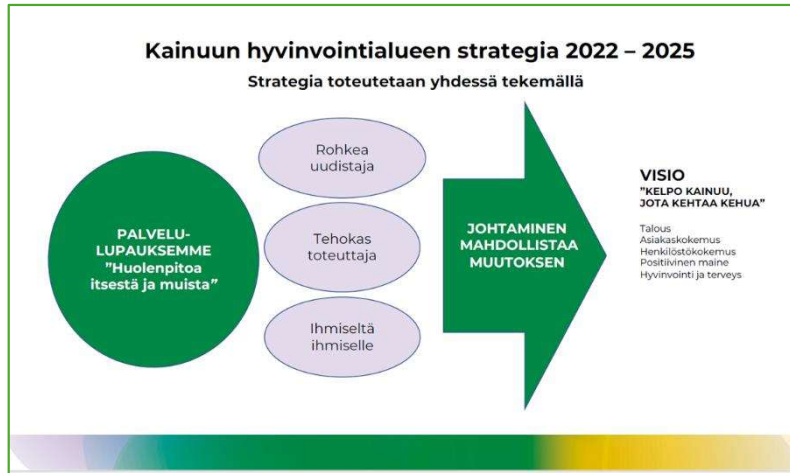 Kainuun hyvinvointialueen strategia 2022 – 2025
Strategia toteutetaan yhdessä tekemällä
PALVELU-
LUPAUKSEMME
"Huolenpitoa
itsestä ja muista”
Rohkea
uudistaja
Tehokas
toteuttaja
Ihmiseltä
ihmiselle
JOHTAMINEN
MAHDOLLISTAA
MUUTOKSEN
VISIO
”KELPO KAINUU,
JOTA KEHTAA KEHUA”
Talous
Asiakaskokemus
Henkilöstökokemus
Positiivinen maine
Hyvinvointi ja terveys